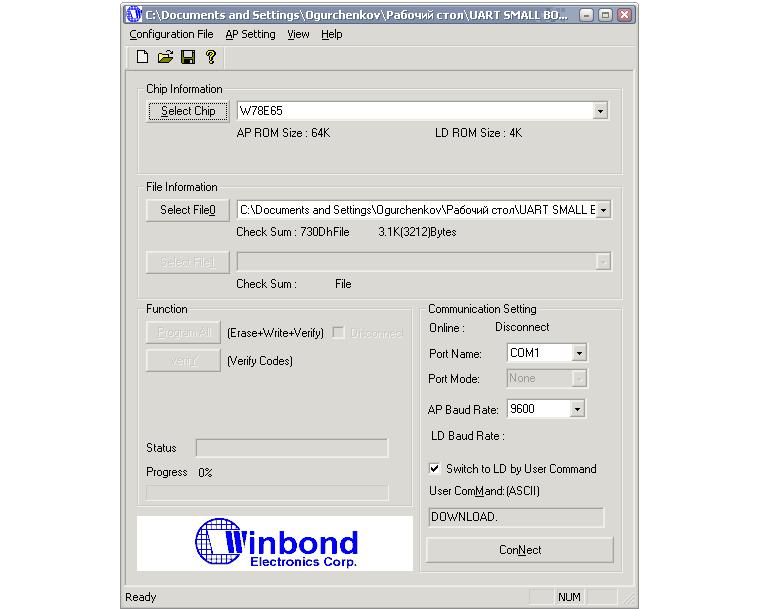 C:\Documents and Settings\Ogurchenkov\Рабочий стол\UART SMALL BO...
Configuration File AP Setting View Help
Chip Information
Select Chip W78E65
AP ROM Size : 64K LD ROM Size : 4K
File Information
Select File0 C:\Documents and Settings\Ogurchenkov\Рабочий стол\UART SMALL B
Check Sum : 730DhFile 3.1K(3212)Bytes
Select File1
Check Sum : File
Function
Program All (Erase+Write+Verify) Disconnect
verifY (Verify Codes)
Status
Progress 0%
Winbond
Electronics Corp.
Communication Setting
Online : Disconnect
Port Name: COM1
Port Mode: None
AP Baud Rate: 9600
LD Baud Rate :
Switch to LD by User Command
User ComMand:(ASCII)
DOWNLOAD.
ConNect
Ready NUM